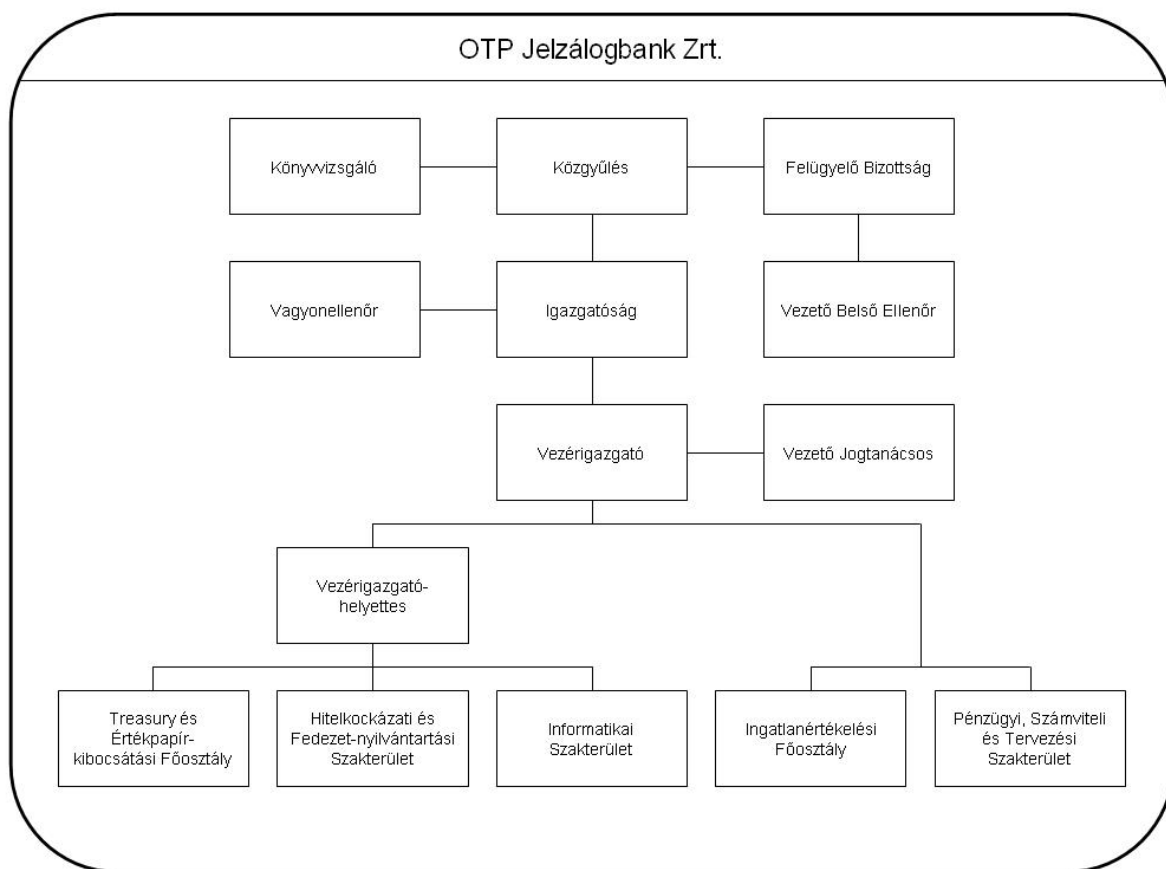 OTP Jelzálogbank Zrt.
Könyvvizsgáló
Közgyűlés
Felügyelő Bizottság
Vagyonellenőr
Igazgatóság
Vezető Belső Ellenőr
Vezérigazgató
Vezető Jogtanácsos
Vezérigazgató-
helyettes
Treasury és
Értékpapír-
kibocsátási Főosztály
Hitelkockázati és
Fedezet-nyilvántartási
Szakterület
Informatikai
Szakterület
Ingatlanértékelési
Főosztály
Pénzügyi, Számviteli
és Tervezési
Szakterület